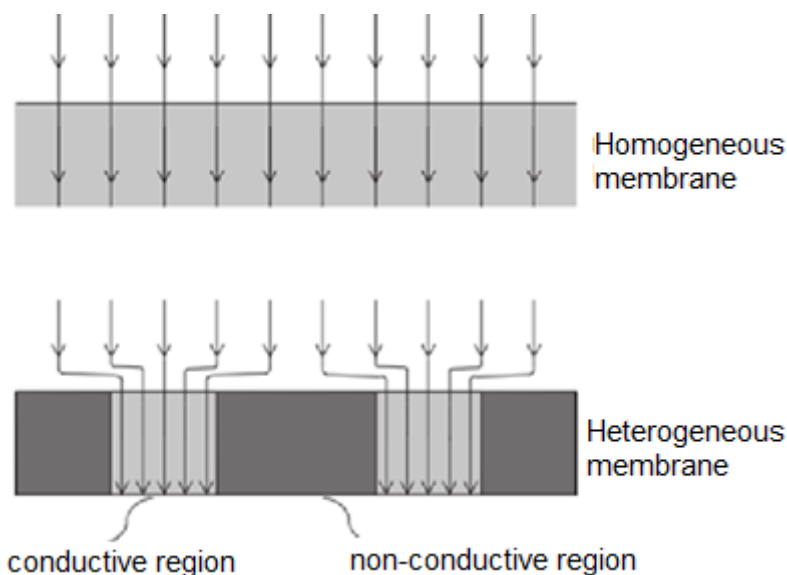 Homogeneous
membrane
Heterogeneous
membrane
conductive region
non-conductive region